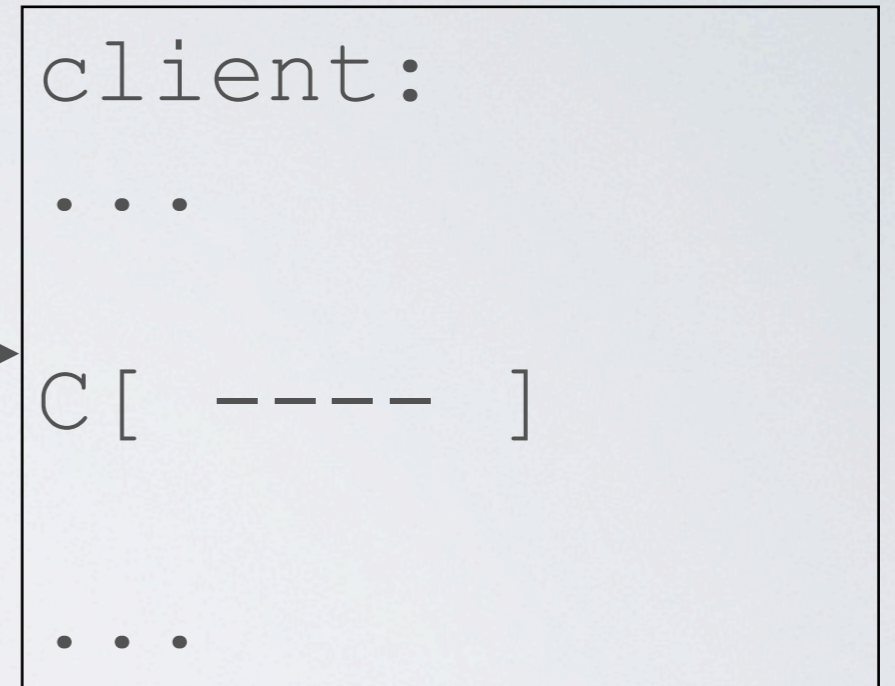 client:
...
C[ ---- ]
...